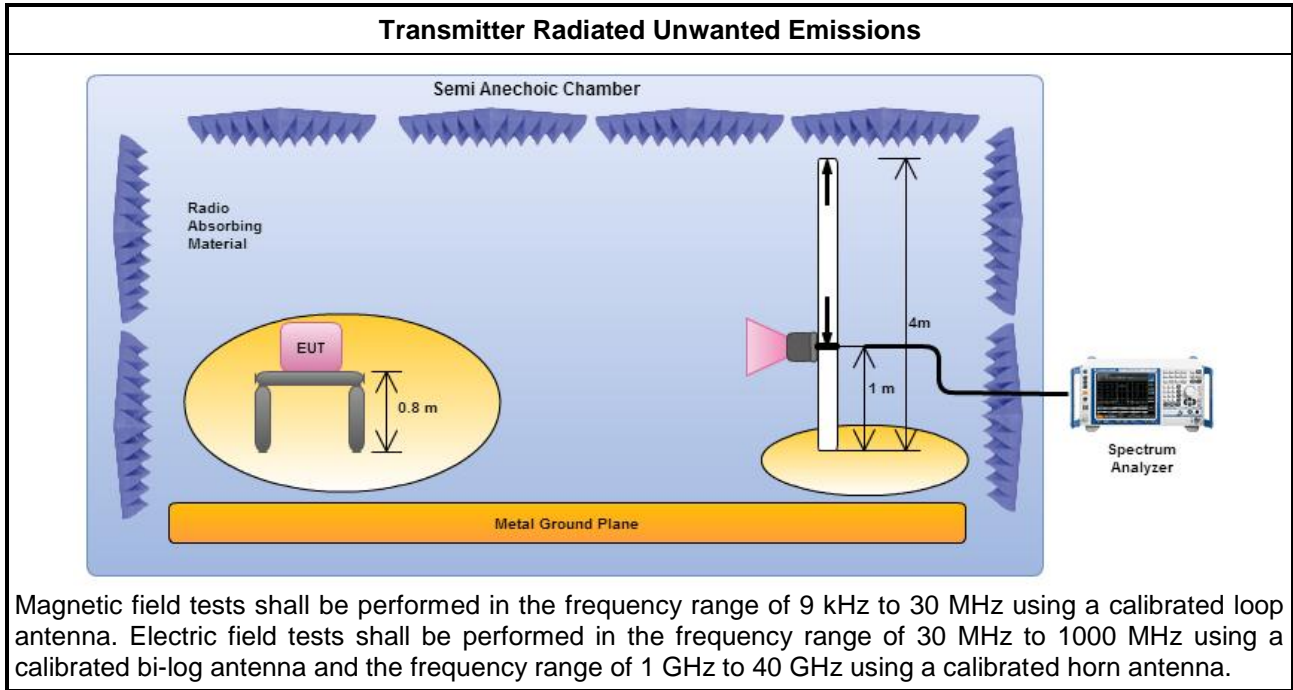 Transmitter Radiated Unwanted Emissions
Semi Anechoic Chamber
Radio
Absorbing
Material
EUT
0.8 m
4m
1 m
Spectrum
Analyzer
Metal Ground Plane
Magnetic field tests shall be performed in the frequency range of 9 kHz to 30 MHz using a calibrated loop
antenna. Electric field tests shall be performed in the frequency range of 30 MHz to 1000 MHz using a
calibrated bi-log antenna and the frequency range of 1 GHz to 40 GHz using a calibrated horn antenna.